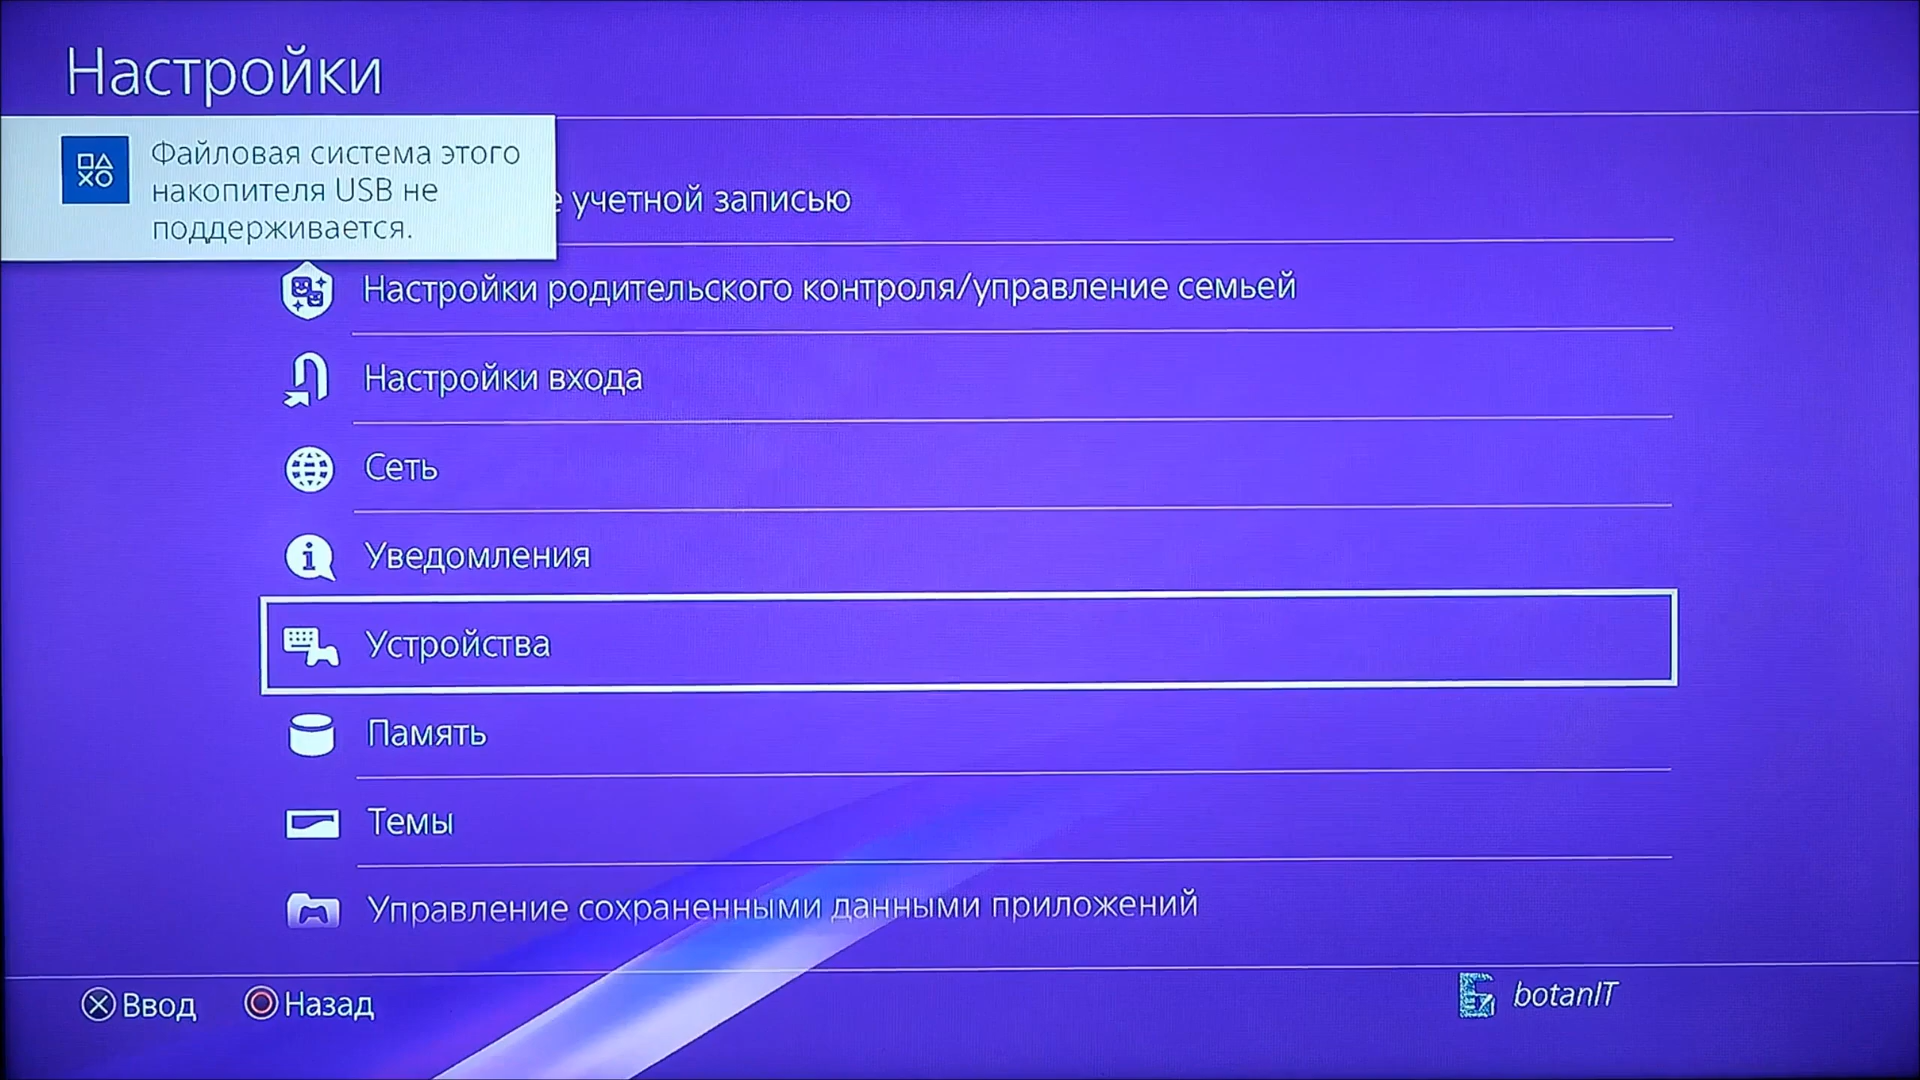 Настройки
Файловая система этого
накопителя USB не
поддерживается.
е учетной записью
Настройки родительского контроля/управление семьей
Настройки входа
Сеть
Уведомления
Устройства
Память
Темы
Управление сохраненными данными приложений
Ввод
Назад
botanIT